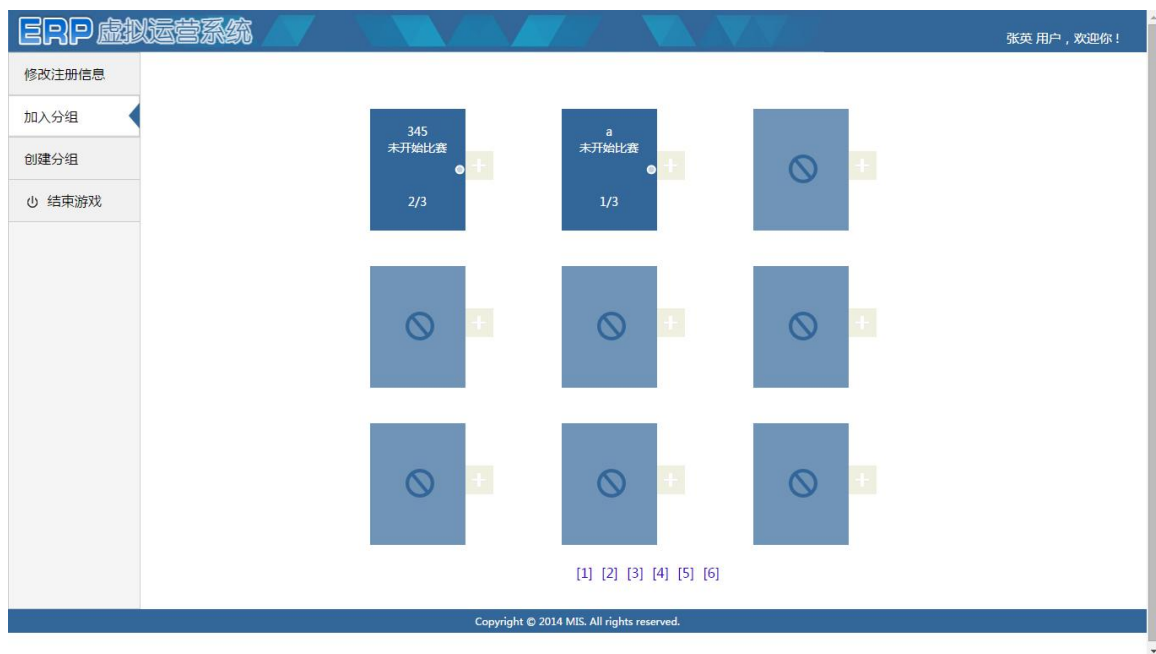 ERP 虚拟运营系统
张英 用户，欢迎你！
修改注册信息
加入分组
创建分组
结束游戏
345
未开始比赛
2/3
a
未开始比赛
1/3
[1] [2] [3] [4] [5] [6]
Copyright © 2014 MIS. All rights reserved.